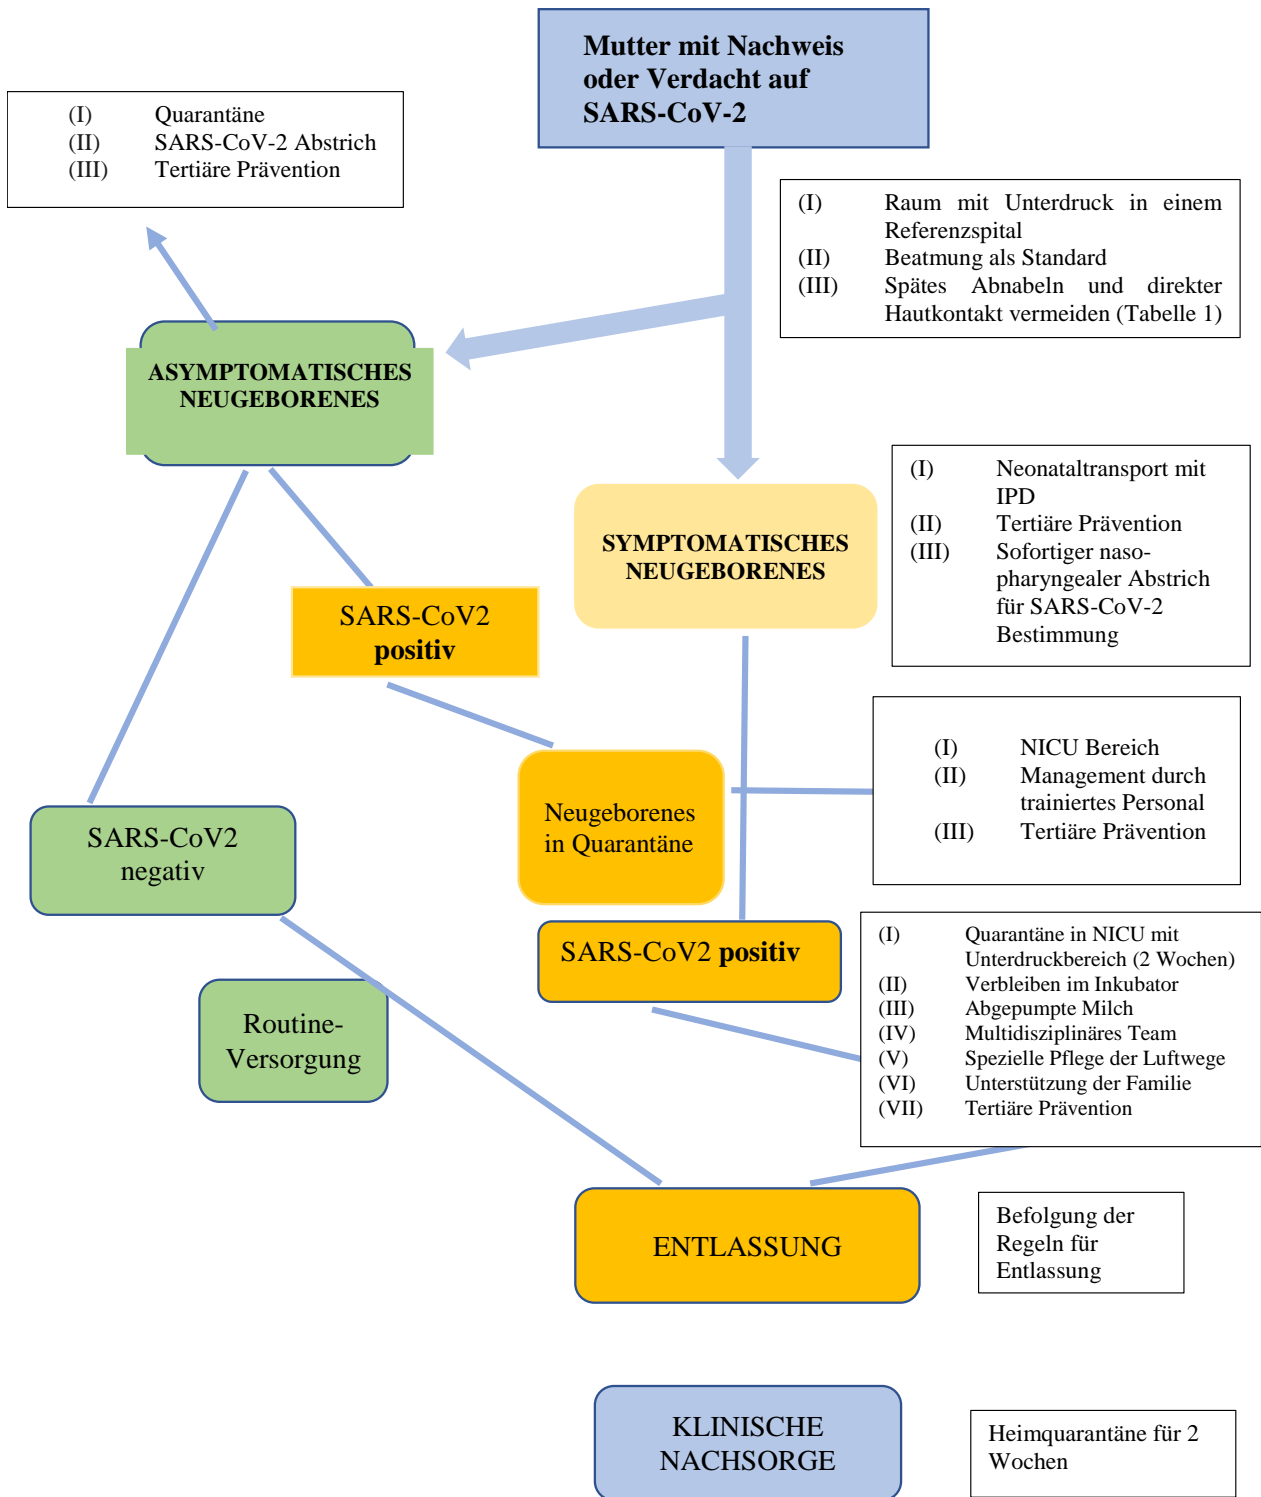 Mutter mit Nachweis
oder Verdacht auf
SARS-CoV-2
(I) Quarantäne
(II) SARS-CoV-2 Abstrich
(III) Tertiäre Prävention
(I) Raum mit Unterdruck in einem
Referenzspital
(II) Beatmung als Standard
(III) Spätes Abnabeln und direkter
Hautkontakt vermeiden (Tabelle 1)
ASYMPTOMATISCHES
NEUGEBORENES
(I) Neonataltransport mit
IPD
(II) Tertiäre Prävention
(III) Sofortiger naso-
pharyngealer Abstrich
für SARS-CoV-2
Bestimmung
SYMPTOMATISCHES
NEUGEBORENES
SARS-CoV2
positiv
(I) NICU Bereich
(II) Management durch
trainiertes Personal
(III) Tertiäre Prävention
Neugeborenes
in Quarantäne
SARS-CoV2
negativ
SARS-CoV2 positiv
(I) Quarantäne in NICU mit
Unterdruckbereich (2 Wochen)
(II) Verbleiben im Inkubator
(III) Abgepumpte Milch
(IV) Multidisziplinäres Team
(V) Spezielle Pflege der Luftwege
(VI) Unterstützung der Familie
(VII) Tertiäre Prävention
Routine-
Versorgung
ENTLASSUNG
Befolgung der
Regeln für
Entlassung
KLINISCHE
NACHSORGE
Heimquarantäne für 2
Wochen